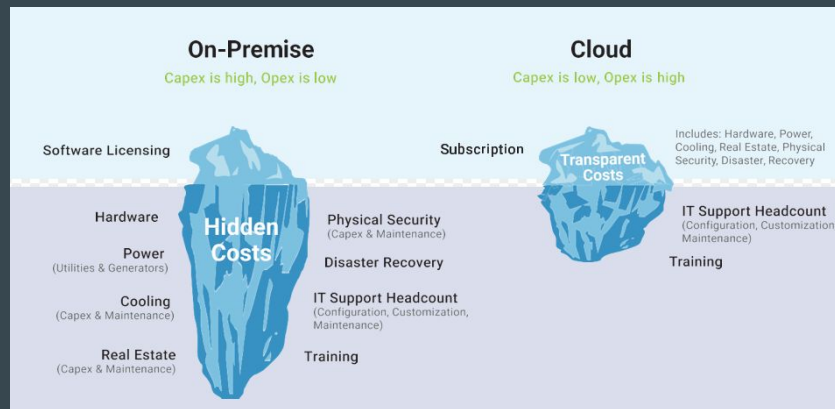 On-Premise
Capex is high, Opex is low
Software Licensing
Hidden
Costs
Hardware
Power
(Utilities & Generators)
Cooling
(Capex & Maintenance)
Real Estate
(Capex & Maintenance)
Physical Security
(Capex & Maintenance)
Disaster Recovery
IT Support Headcount
(Configuration, Customization,
Maintenance)
Training
Cloud
Capex is low, Opex is high
Subscription
Transparent
Costs
Includes: Hardware, Power,
Cooling, Real Estate, Physical
Security, Disaster, Recovery
IT Support Headcount
(Configuration, Customization
Maintenance)
Training